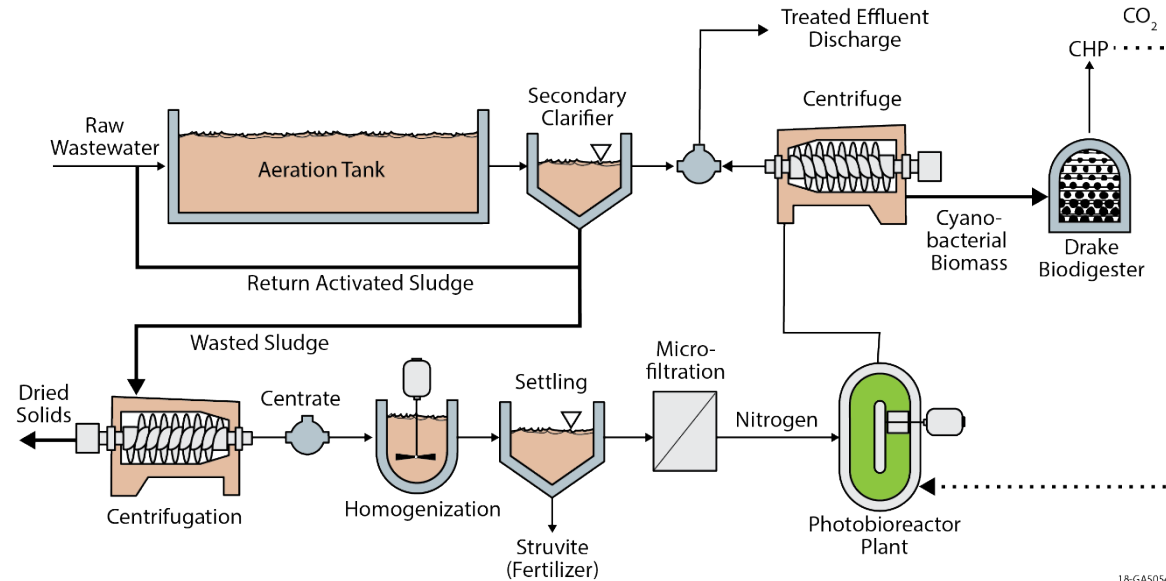 Treated Effluent
Discharge
CO2
CHP
Secondary
Clarifier
Centrifuge
Raw
Wastewater
Aeration Tank
Cyano-
bacterial
Biomass
Drake
Biodigester
Return Activated Sludge
Wasted Sludge
Micro-
filtration
Dried
Solids
Centrate
Settling
Nitrogen
Homogenization
Centrifugation
Photobioreactor
Plant
Struvite
(Fertilizer)